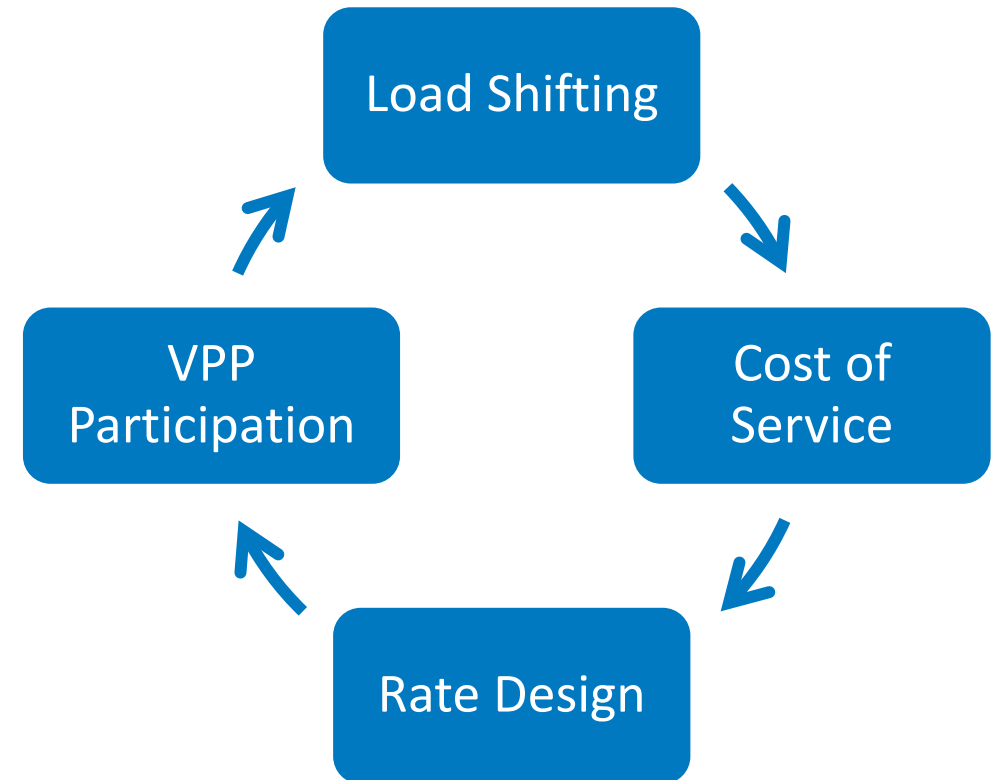 Load Shifting
VPP
Participation
Cost of
Service
Rate Design